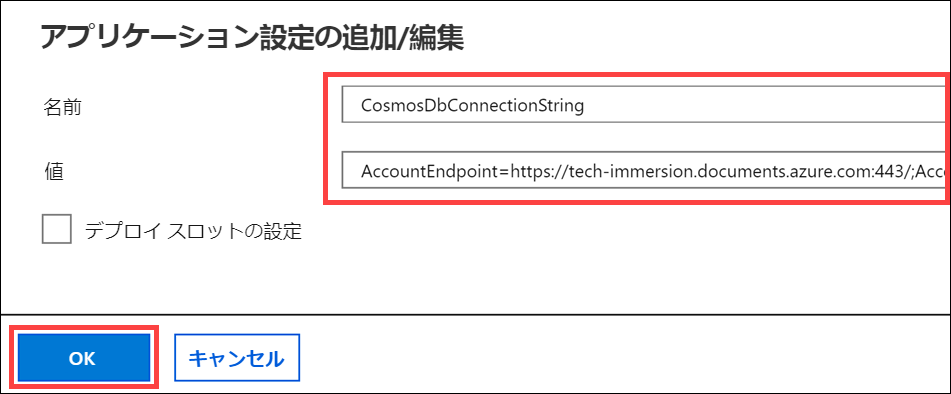 アプリケーション設定の追加/編集
名前
CosmosDbConnectionString
値
AccountEndpoint=https://tech-immersion.documents.azure.com:443/;Acc
デプロイ スロットの設定
OK
キャンセル